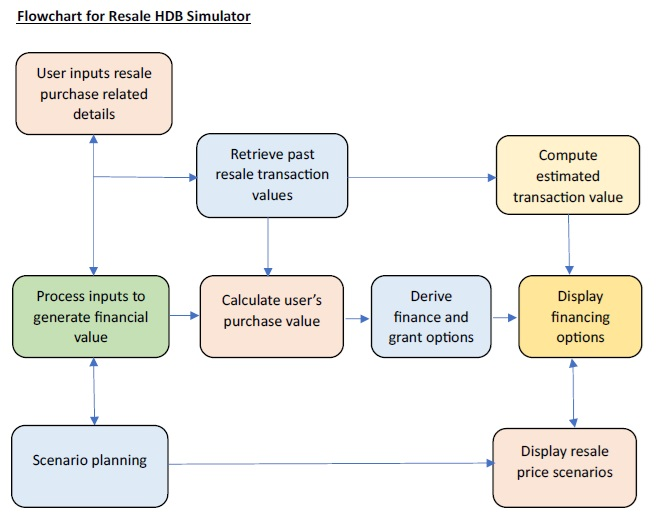 Flowchart for Resale HDB Simulator
User inputs resale
purchase related
details
Retrieve past
resale transaction
values
Compute
estimated
transaction value
Process inputs to
generate financial
value
Calculate user’s
purchase value
Derive
finance and
grant options
Display
financing
options
Scenario planning
Display resale
price scenarios